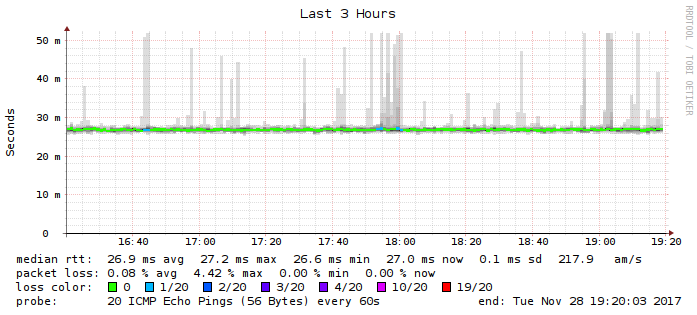 Last 3 Hours
RRDTOOL / TOBI OETIKER
Seconds
50 m
40 m
30 m
20 m
10 m
0
16:40 17:00 17:20 17:40 18:00 18:20 18:40 19:00 19:20
median rtt: 26.9 ms avg 27.2 ms max 26.6 ms min 27.0 ms now 0.1 ms sd 217.9 am/s
packet loss: 0.08 % avg 4.42 % max 0.00 % min 0.00 % now
loss color: 0 1/20 2/20 3/20 4/20 10/20 19/20
probe: 20 ICMP Echo Pings (56 Bytes) every 60s end: Tue Nov 28 19:20:03 2017